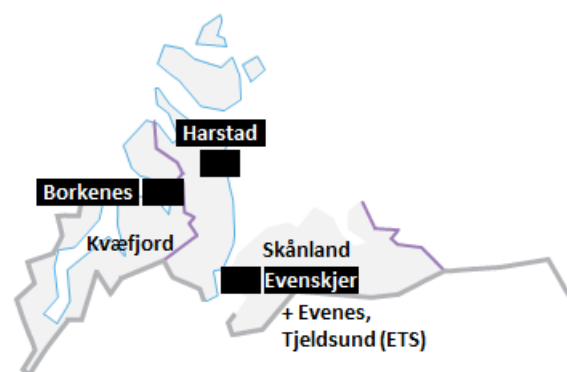 Harstad
Borkenes
Kvæfjord
Skånland
Evenskjer
+ Evenes,
Tjeldsund (ETS)